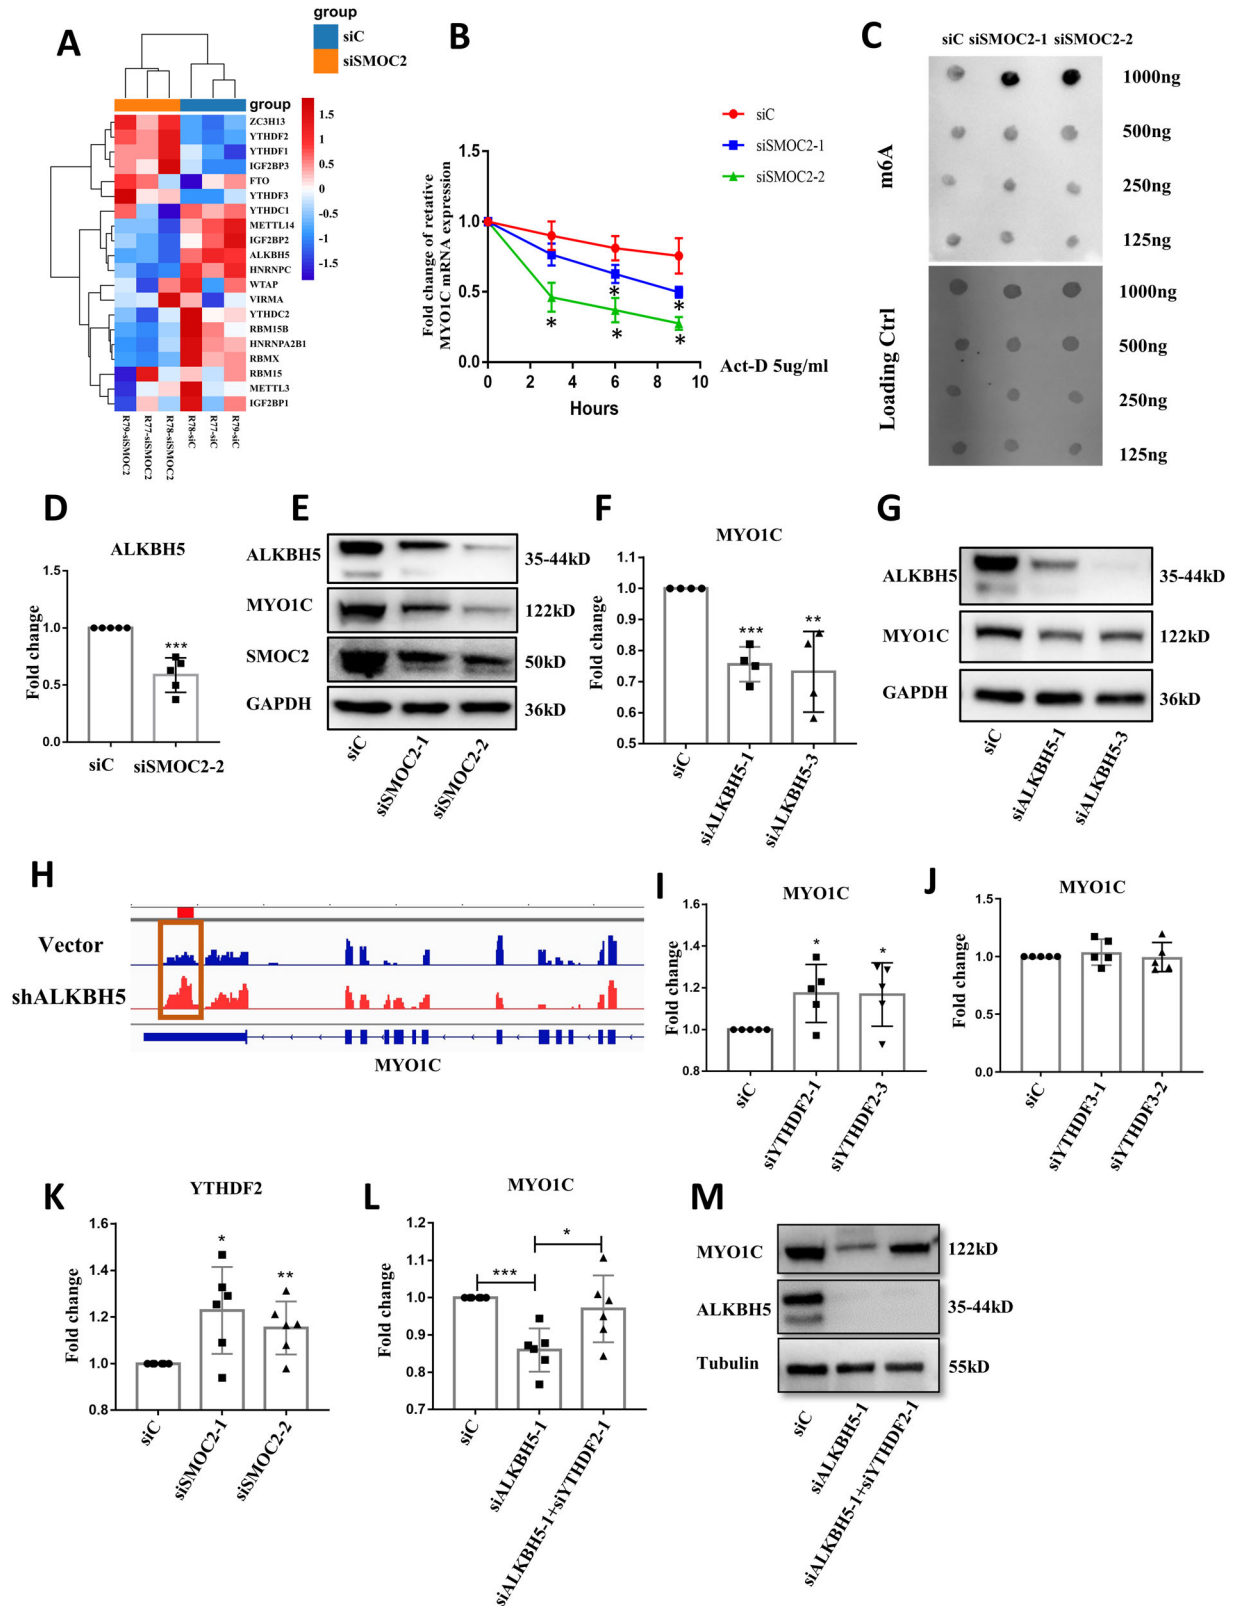 A
group
siC
siSMOC2
group
1.5
1
0.5
0
-0.5
-1
-1.5
ZC3H13
YTHDF2
YTHDF1
IGF2BP3
FTO
YTHDF3
YTHDC1
METTL14
IGF2BP2
ALKBH5
HNRNPC
WTAP
VIRMA
YTHDC2
RBM15B
HNRNPA2B1
RBMX
RBM15
METTL3
IGF2BP1
R79-siSMOC2
R77-siSMOC2
R78-siSMOC2
R78-siC
R77-siC
R79-siC
B
siC
siSMOC2-1
siSMOC2-2
Fold change of retative
MYO1C mRNA expression
1.5
1.0
0.5
0.0
* * * * *
0 2 4 6 8 10
Hours
Act-D 5ug/ml
C
siC siSMOC2-1 siSMOC2-2
m6A
1000ng
500ng
250ng
125ng
Loading Ctrl
1000ng
500ng
250ng
125ng
D
ALKBH5
Fold change
1.5
1.0
0.5
0.0
***
siC siSMOC2-2
E
ALKBH5 35-44kD
MYO1C 122kD
SMOC2 50kD
GAPDH 36kD
siC
siSMOC2-1
siSMOC2-2
F
MYO1C
Fold change
1.1
1.0
0.9
0.8
0.7
0.6
0.5
*** **
siC
siALKBH5-1
siALKBH5-3
G
ALKBH5 35-44kD
MYO1C 122kD
GAPDH 36kD
siC
siALKBH5-1
siALKBH5-3
H
Vector
shALKBH5
MYO1C
I
MYO1C
Fold change
1.6
1.4
1.2
1.0
0.8
* *
siC
siYTHDF2-1
siYTHDF2-3
J
MYO1C
Fold change
1.5
1.0
0.5
0.0
siC
siYTHDF3-1
siYTHDF3-2
K
YTHDF2
Fold change
1.6
1.4
1.2
1.0
0.8
* **
siC
siSMOC2-1
siSMOC2-2
L
MYO1C
Fold change
1.2
1.1
1.0
0.9
0.8
0.7
*** *
siC
siALKBH5-1
siALKBH5-1+siYTHDF2-1
M
MYO1C 122kD
ALKBH5 35-44kD
Tubulin 55kD
siC
siALKBH5-1
siALKBH5-1+siYTHDF2-1